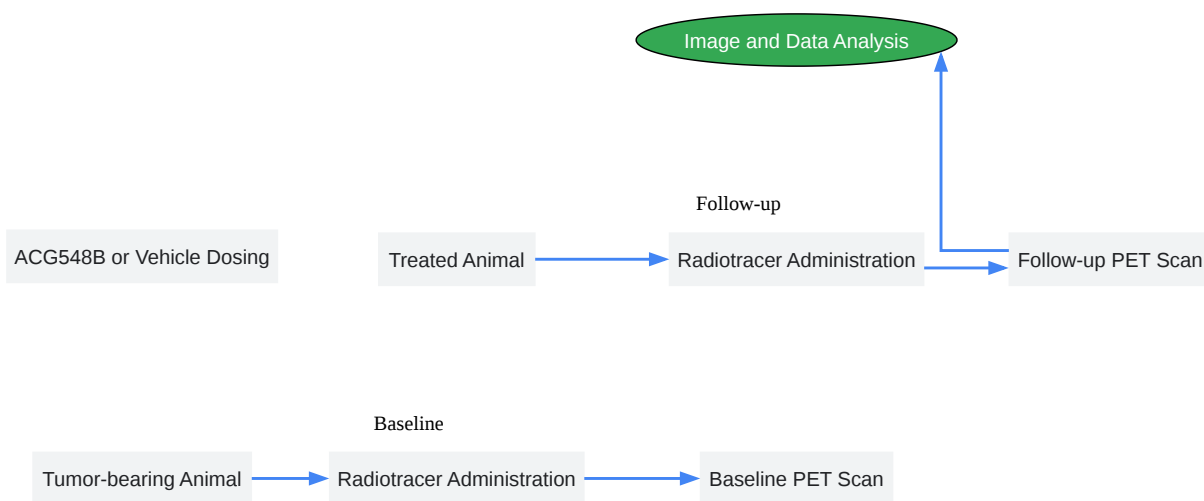 Image and Data Analysis
Follow-up
ACG548B or Vehicle Dosing
Treated Animal
Radiotracer Administration
Follow-up PET Scan
Baseline
Tumor-bearing Animal
Radiotracer Administration
Baseline PET Scan